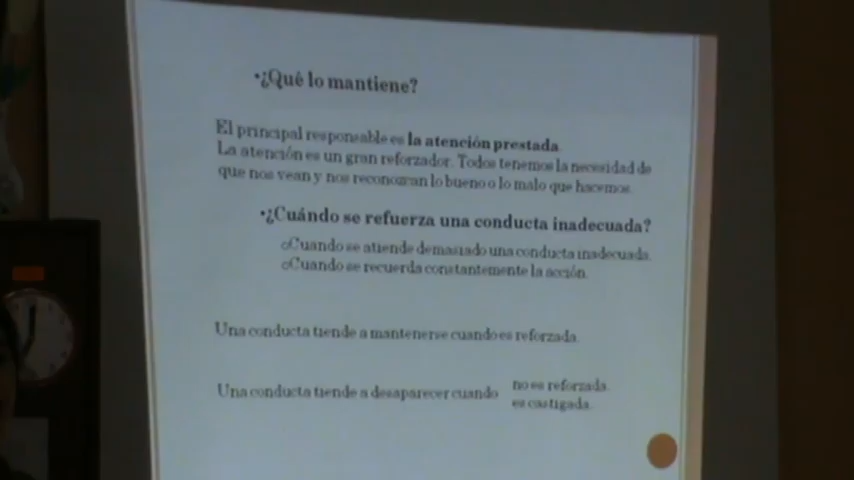 •¿Qué lo mantiene?
El principal responsable es la atención prestada.
La atención es un gran reforzador. Todos tenemos la necesidad de
que nos vean y nos reconozcan lo bueno o lo malo que hacemos.
•¿Cuándo se refuerza una conducta inadecuada?
oCuando se atiende demasiado una conducta inadecuada.
oCuando se recuerda constantemente la acción.
Una conducta tiende a mantenerse cuando es reforzada.
Una conducta tiende a desaparecer cuando
no es reforzada.
es castigada.